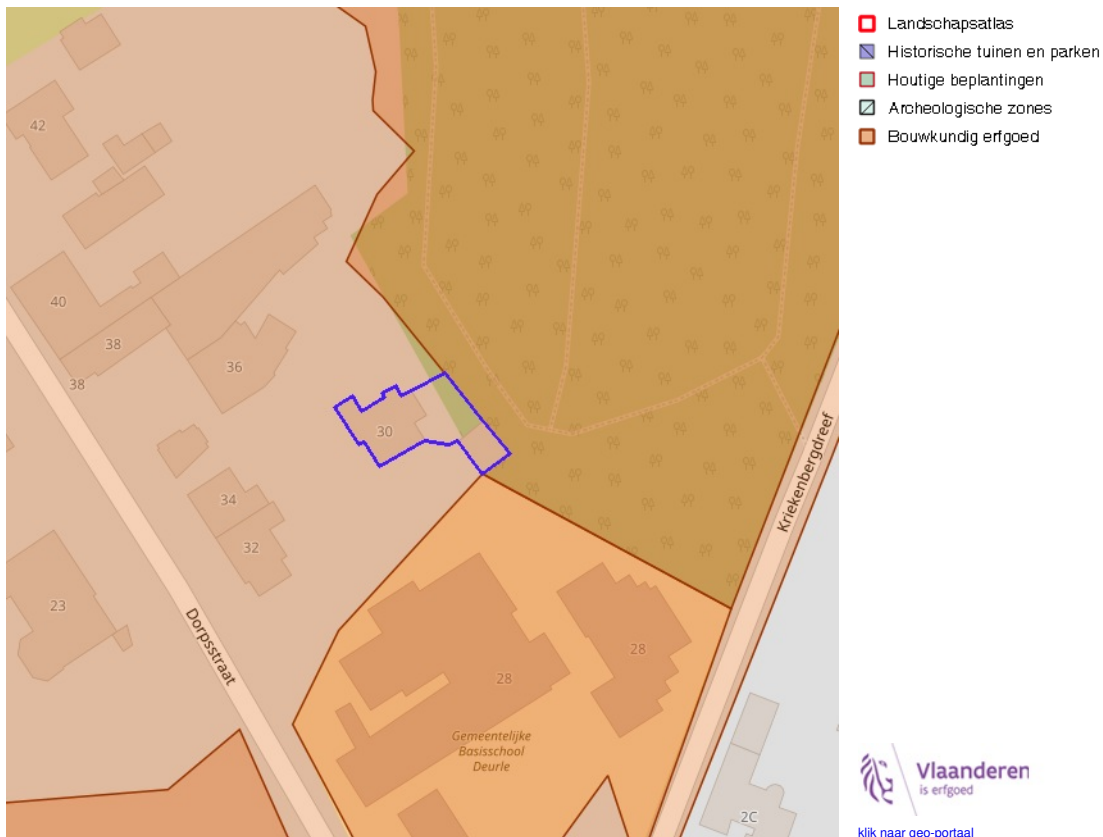 42
40
38
38
36
30
34
32
23
Dorpsstraat
28
28
Gemeentelijke
Basisschool
Deurle
Kriekenbergdreef
2C
Landschapsatlas
Historische tuinen en parken
Houtige beplantingen
Archeologische zones
Bouwkundig erfgoed
Vlaanderen
is erfgoed
klik naar geo-portaal